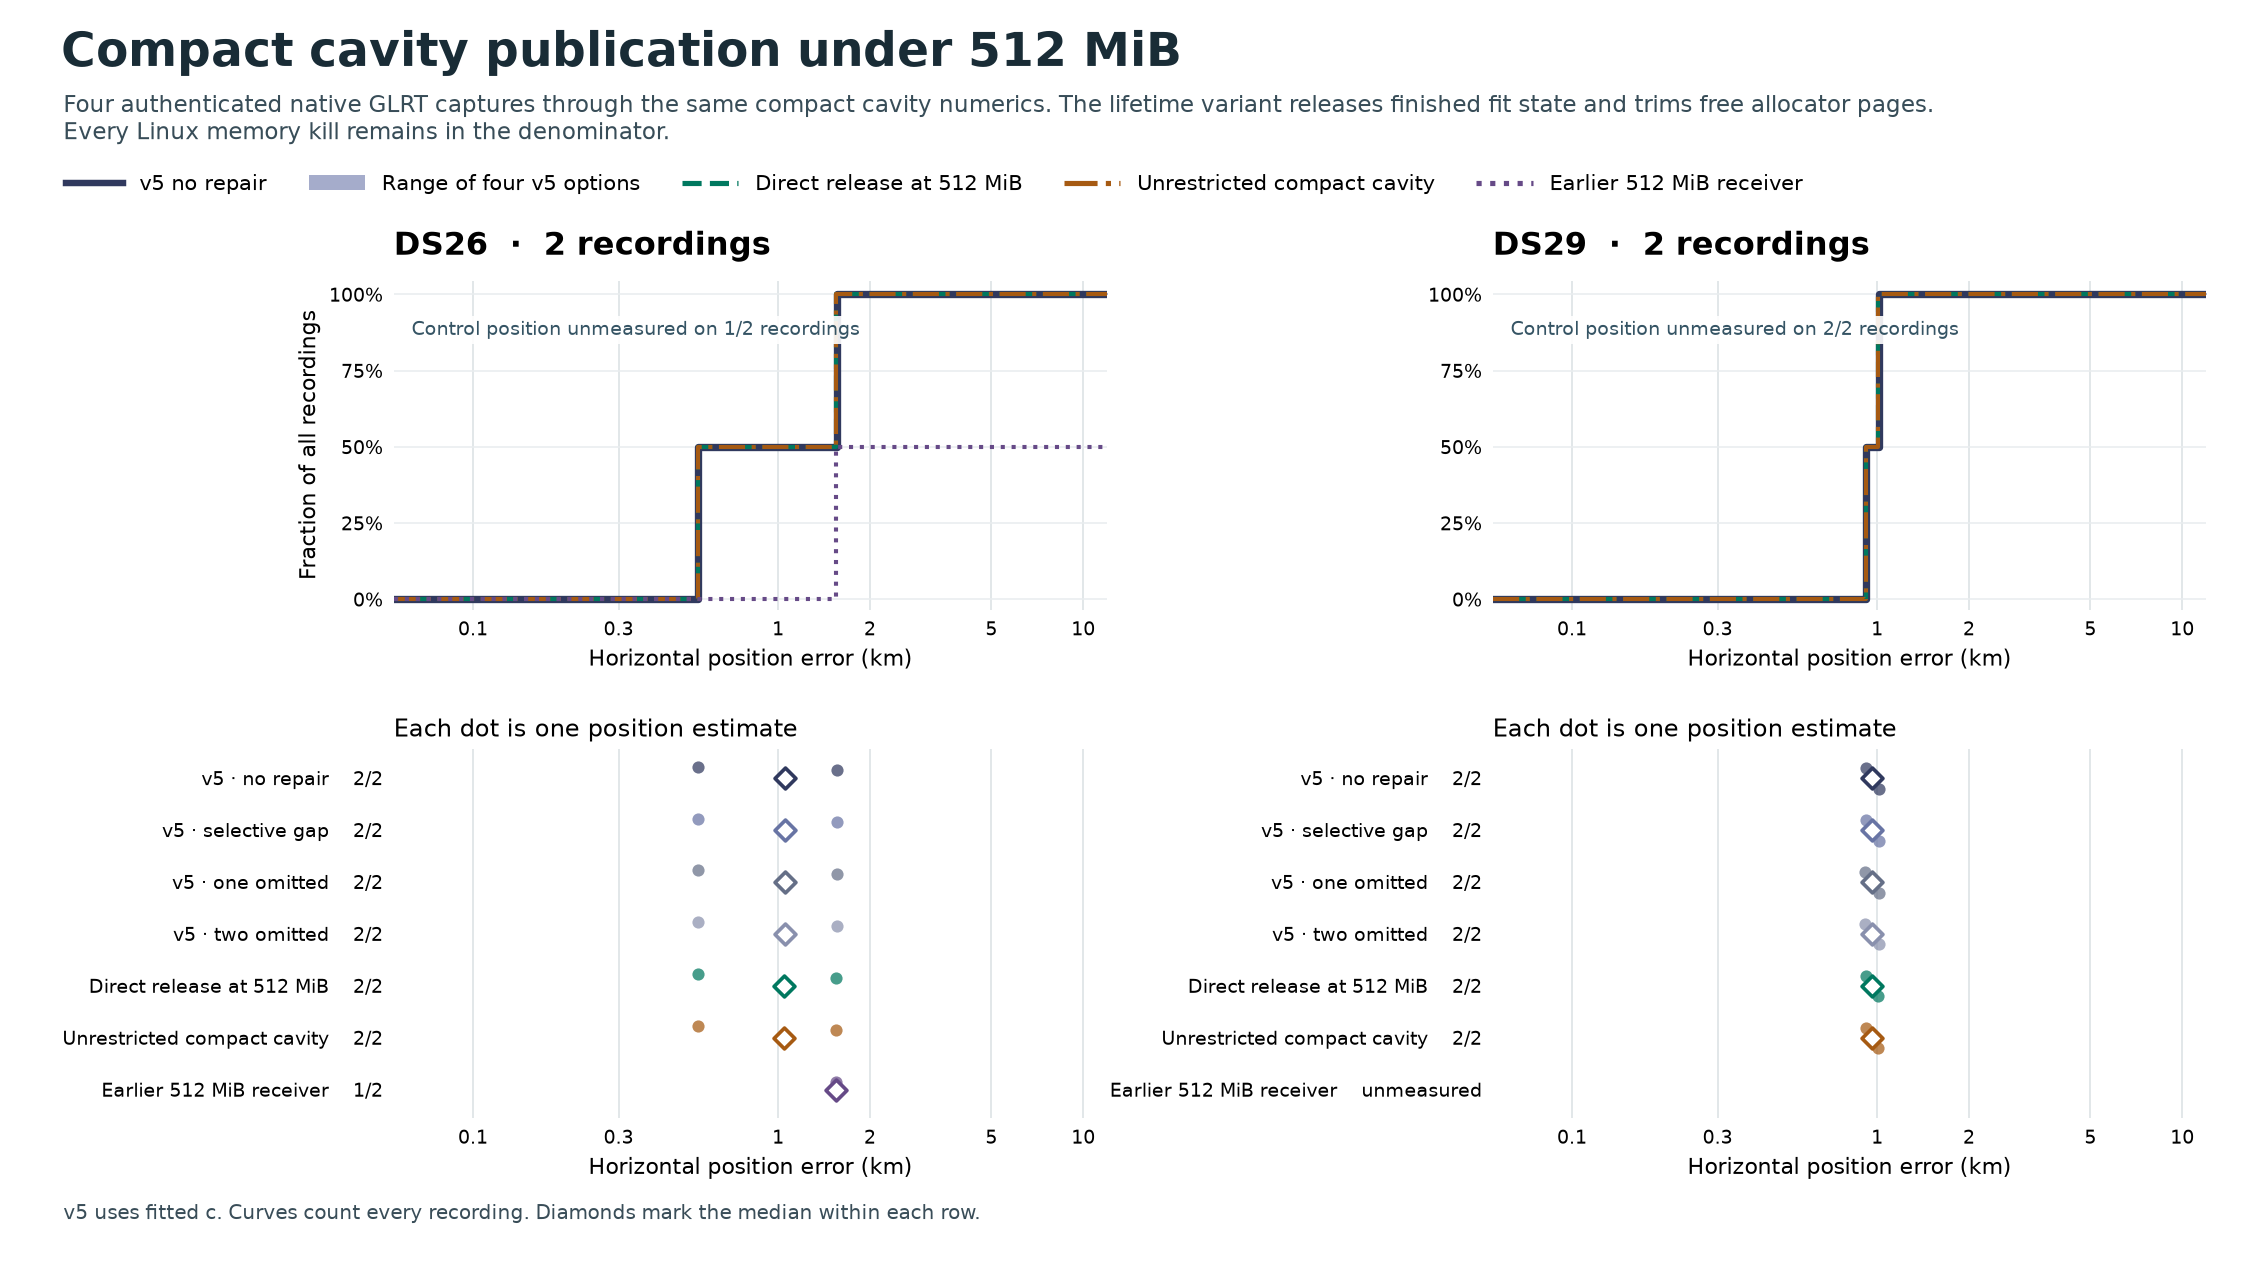 Compact cavity publication under 512 MiB
Four authenticated native GLRT captures through the same compact cavity numerics. The lifetime variant releases finished fit state and trims free allocator pages.
Every Linux memory kill remains in the denominator.
v5 no repair
Range of four v5 options
Direct release at 512 MiB
Unrestricted compact cavity
Earlier 512 MiB receiver
DS26 · 2 recordings
Fraction of all recordings
100%
75%
50%
25%
0%
Control position unmeasured on 1/2 recordings
0.1 0.3 1 2 5 10
Horizontal position error (km)
DS29 · 2 recordings
100%
75%
50%
25%
0%
Control position unmeasured on 2/2 recordings
0.1 0.3 1 2 5 10
Horizontal position error (km)
Each dot is one position estimate
v5 · no repair 2/2
v5 · selective gap 2/2
v5 · one omitted 2/2
v5 · two omitted 2/2
Direct release at 512 MiB 2/2
Unrestricted compact cavity 2/2
Earlier 512 MiB receiver 1/2
0.1 0.3 1 2 5 10
Horizontal position error (km)
Each dot is one position estimate
v5 · no repair 2/2
v5 · selective gap 2/2
v5 · one omitted 2/2
v5 · two omitted 2/2
Direct release at 512 MiB 2/2
Unrestricted compact cavity 2/2
Earlier 512 MiB receiver unmeasured
0.1 0.3 1 2 5 10
Horizontal position error (km)
v5 uses fitted c. Curves count every recording. Diamonds mark the median within each row.